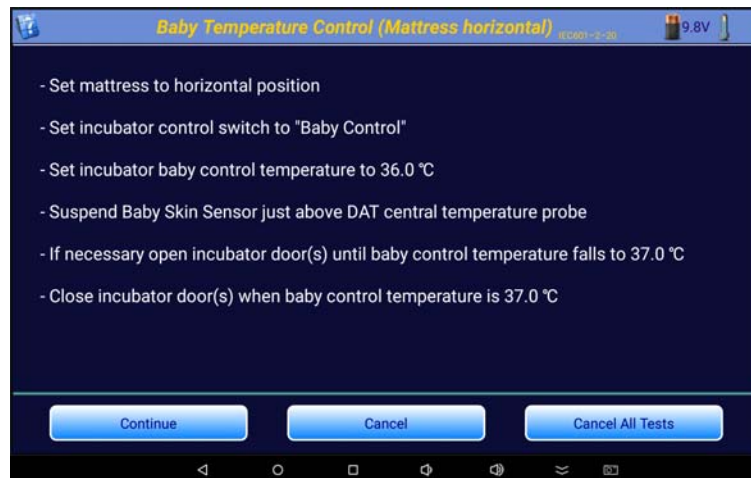 Baby Temperature Control (Mattress horizontal) IEC601-2-20 9.8V
- Set mattress to horizontal position
- Set incubator control switch to "Baby Control"
- Set incubator baby control temperature to 36.0 ℃
- Suspend Baby Skin Sensor just above DAT central temperature probe
- If necessary open incubator door(s) until baby control temperature falls to 37.0 ℃
- Close incubator door(s) when baby control temperature is 37.0 ℃
Continue Cancel Cancel All Tests